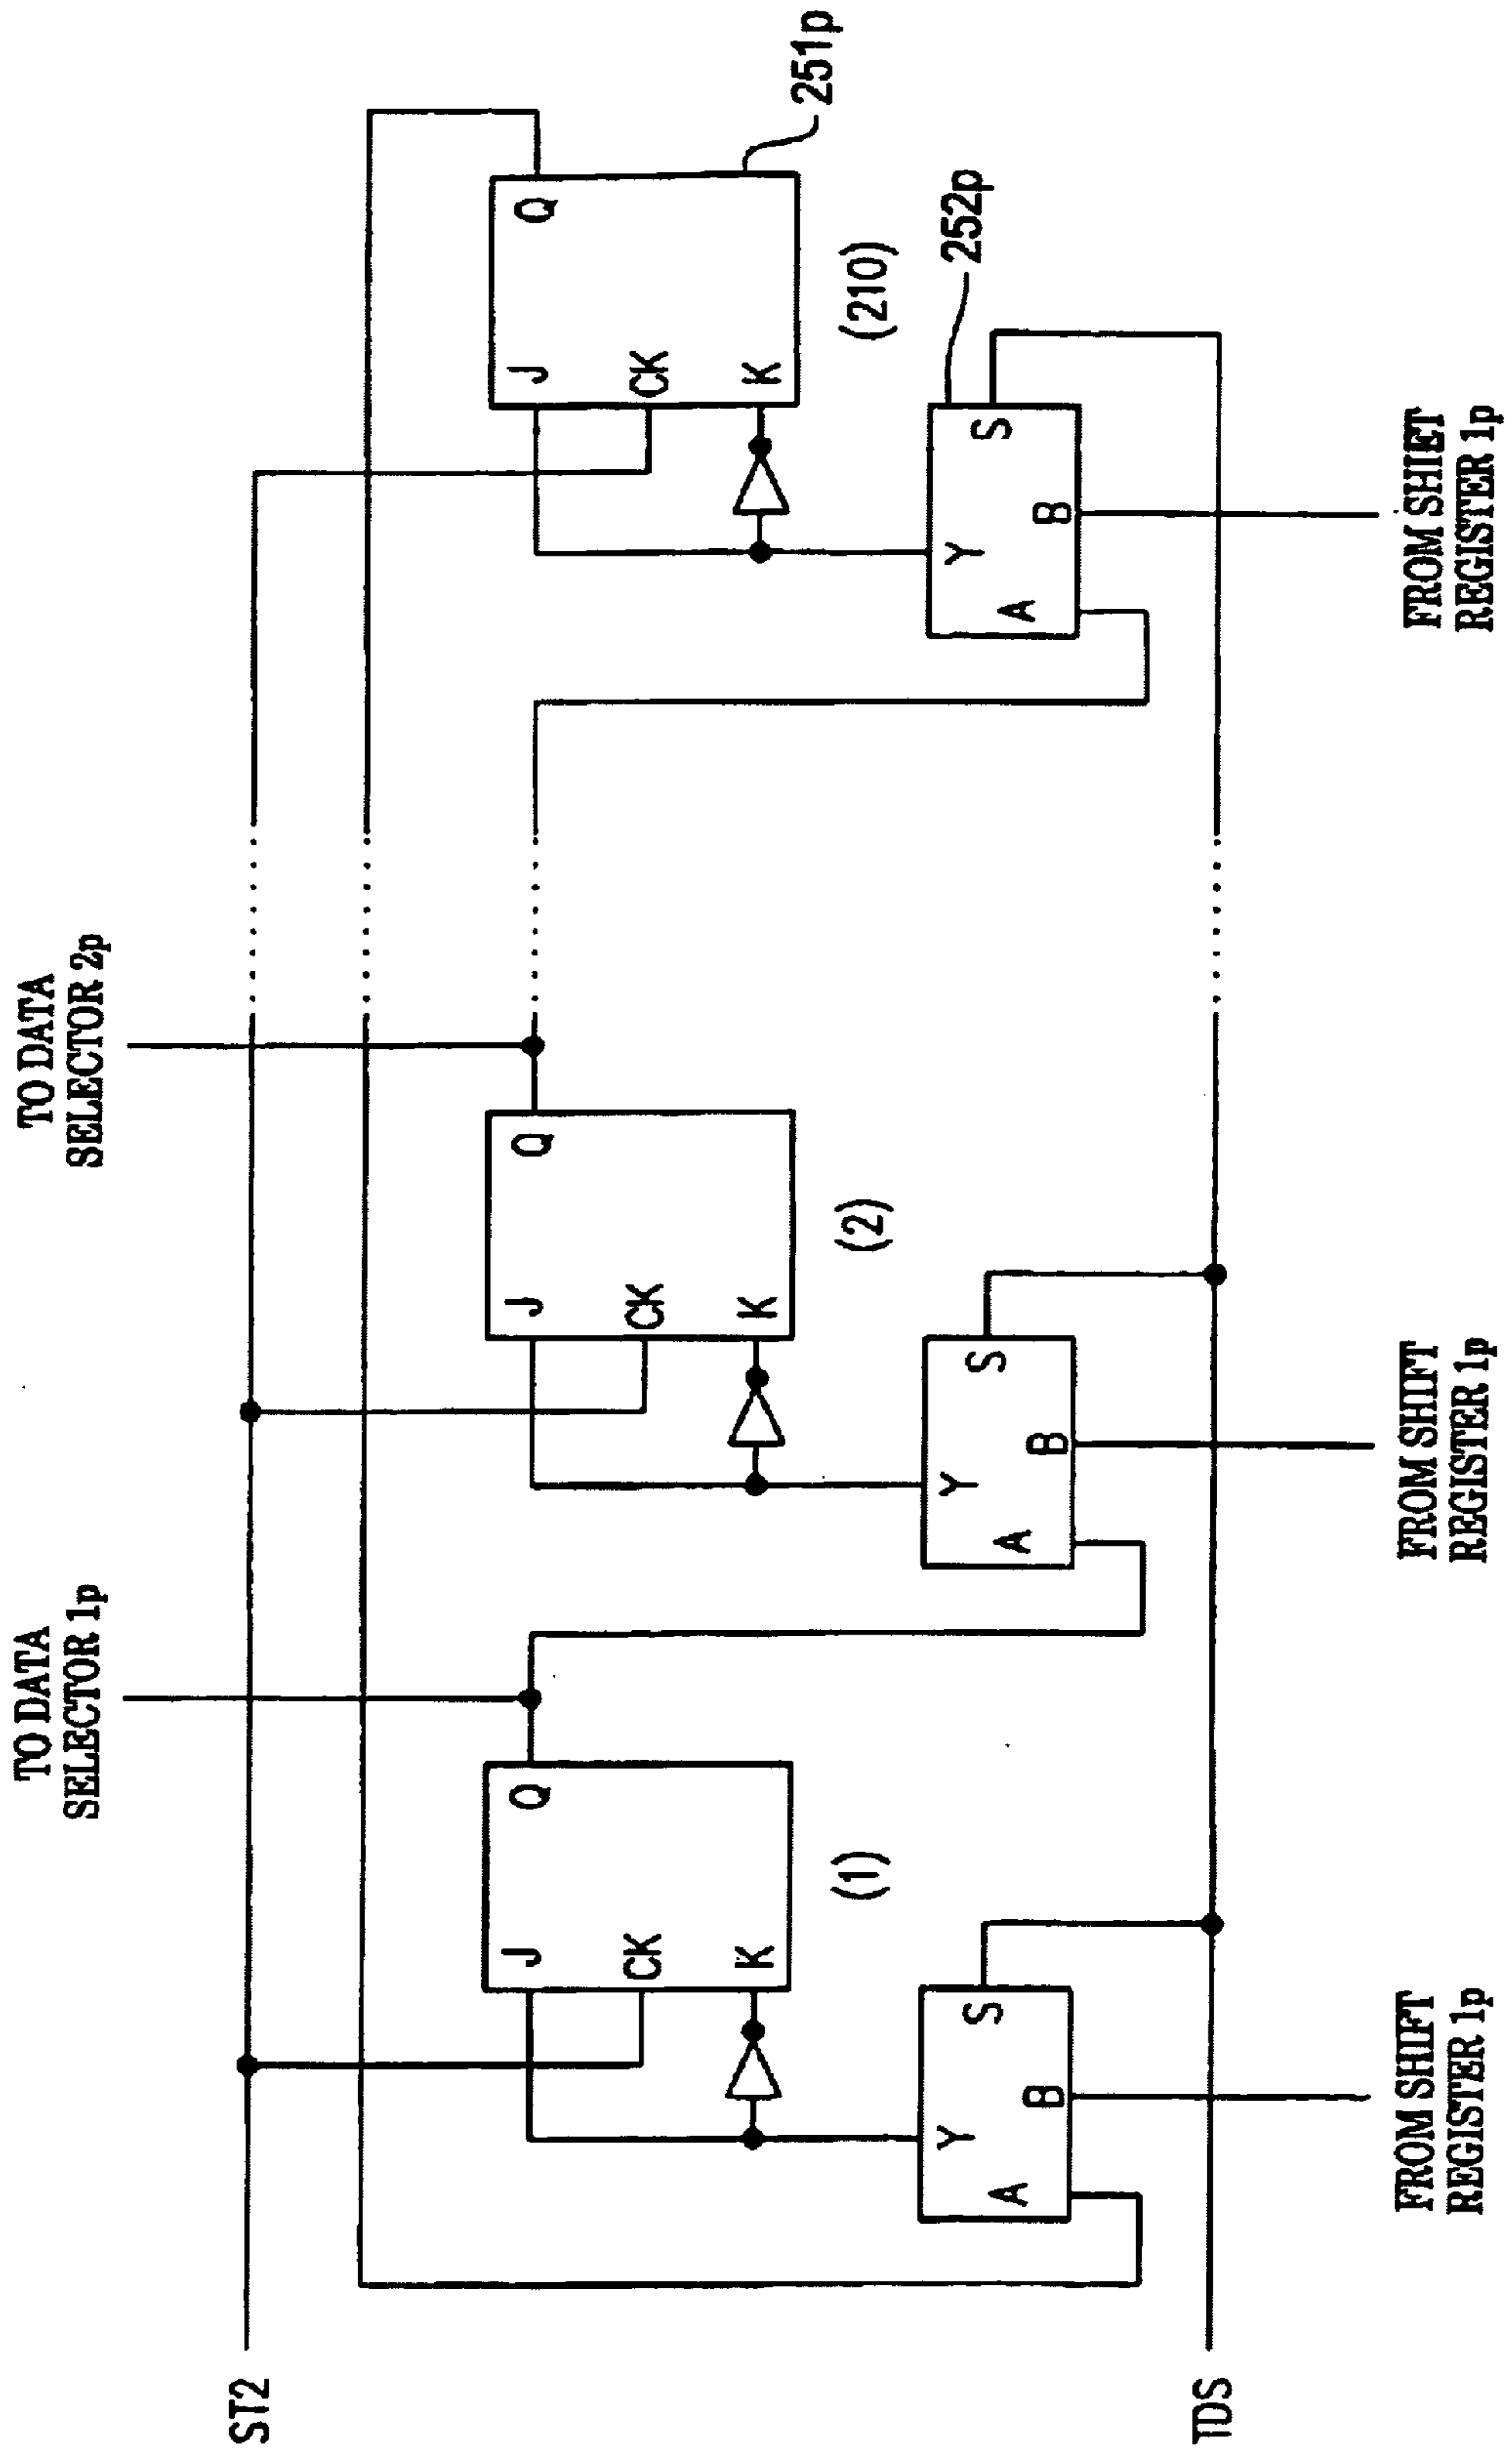 TO DATA
SELECTOR 1p
TO DATA
SELECTOR 2p
ST2
J
Q
CK
K
(1)
J
Q
CK
K
(2)
J
Q
CK
K
251p
(210)
Y
S
A
B
Y
S
A
B
Y
S
A
B
252p
TDS
FROM SHIFT
REGISTER 1p
FROM SHIFT
REGISTER 1p
FROM SHIET
REGISTER 1p